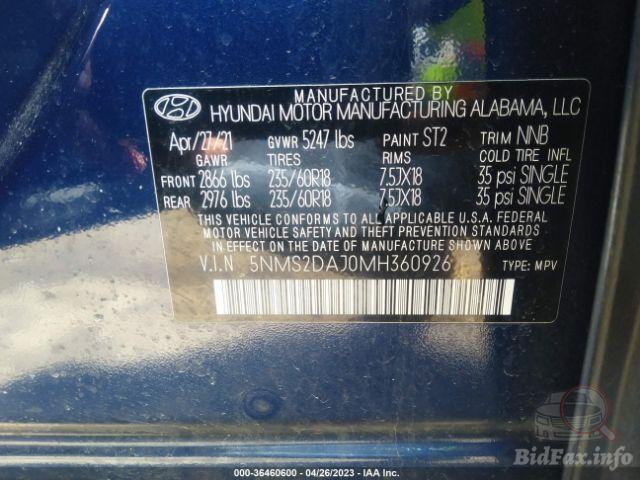 MANUFACTURED BY
HYUNDAI MOTOR MANUFACTURING ALABAMA, LLC
Apr/27/21 GVWR 5247 lbs PAINT ST2 TRIM NNB
GAWR TIRES RIMS COLD TIRE INFL
FRONT 2866 lbs 235/60R18 7.5JX18 35 psi SINGLE
REAR 2976 lbs 235/60R18 7.5JX18 35 psi SINGLE
THIS VEHICLE CONFORMS TO ALL APPLICABLE U.S.A. FEDERAL
MOTOR VEHICLE SAFETY, BUMPER, AND THEFT PREVENTION STANDARDS
IN EFFECT ON THE DATE OF MANUFACTURE SHOWN ABOVE
V.I.N 5NMS2DAJ0MH360926 TYPE: MPV
000-36460600 - 04/26/2023 - IAA Inc.
BidFax.info